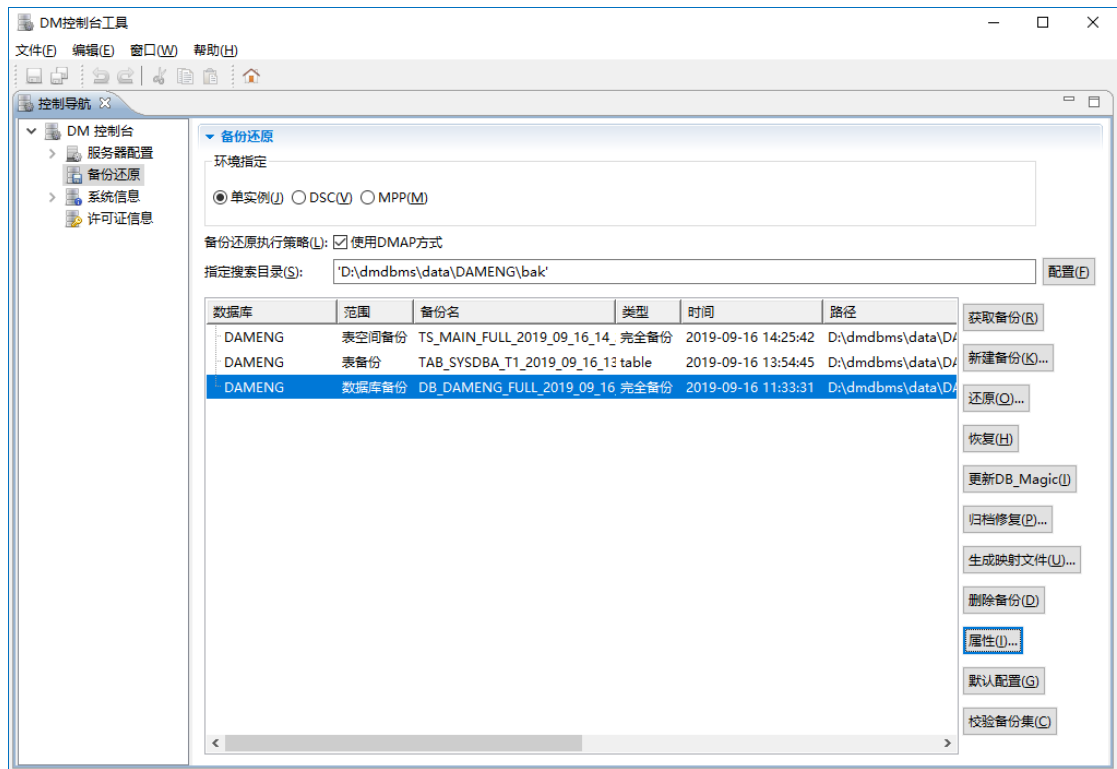 DM控制台工具
文件(F) 编辑(E) 窗口(W) 帮助(H)
控制导航
DM 控制台
服务器配置
备份还原
系统信息
许可证信息
备份还原
环境指定
单实例(J) DSC(V) MPP(M)
备份还原执行策略(L): 使用DMAP方式
指定搜索目录(S): 'D:\dmdbms\data\DAMENG\bak' 配置(F)
数据库 范围 备份名 类型 时间 路径
DAMENG 表空间备份 TS_MAIN_FULL_2019_09_16_14_ 完全备份 2019-09-16 14:25:42 D:\dmdbms\data\DA
DAMENG 表备份 TAB_SYSDBA_T1_2019_09_16_13 table 2019-09-16 13:54:45 D:\dmdbms\data\DA
DAMENG 数据库备份 DB_DAMENG_FULL_2019_09_16 完全备份 2019-09-16 11:33:31 D:\dmdbms\data\DA
获取备份(R)
新建备份(K)...
还原(O)...
恢复(H)
更新DB_Magic(I)
归档修复(P)...
生成映射文件(U)...
删除备份(D)
属性(I)...
默认配置(G)
校验备份集(C)